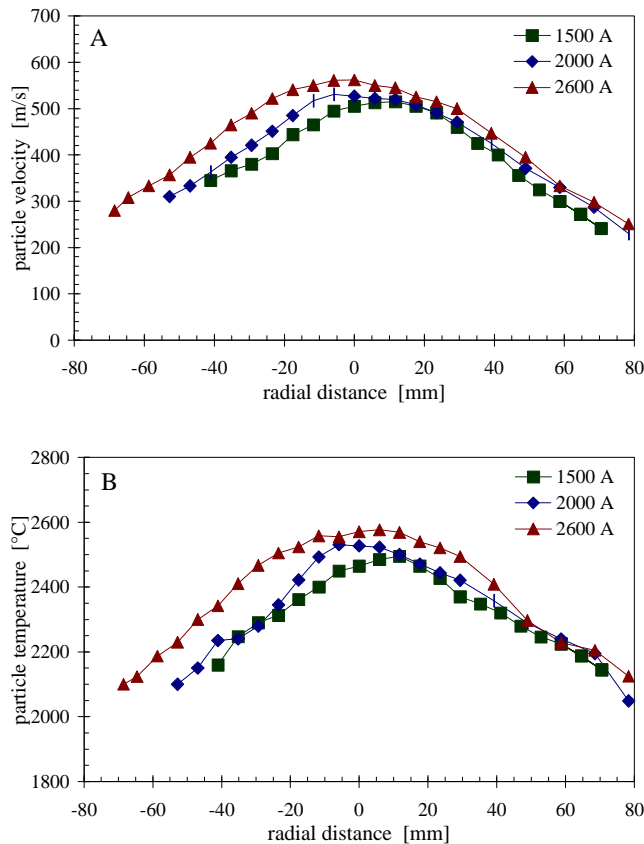 700
A
1500 A
600
2000 A
2600 A
500
400
300
200
100
0
particle velocity [m/s]
-80 -60 -40 -20 0 20 40 60 80
radial distance [mm]
2800
B
1500 A
2000 A
2600
2600 A
2400
2200
2000
1800
particle temperature [°C]
-80 -60 -40 -20 0 20 40 60 80
radial distance [mm]